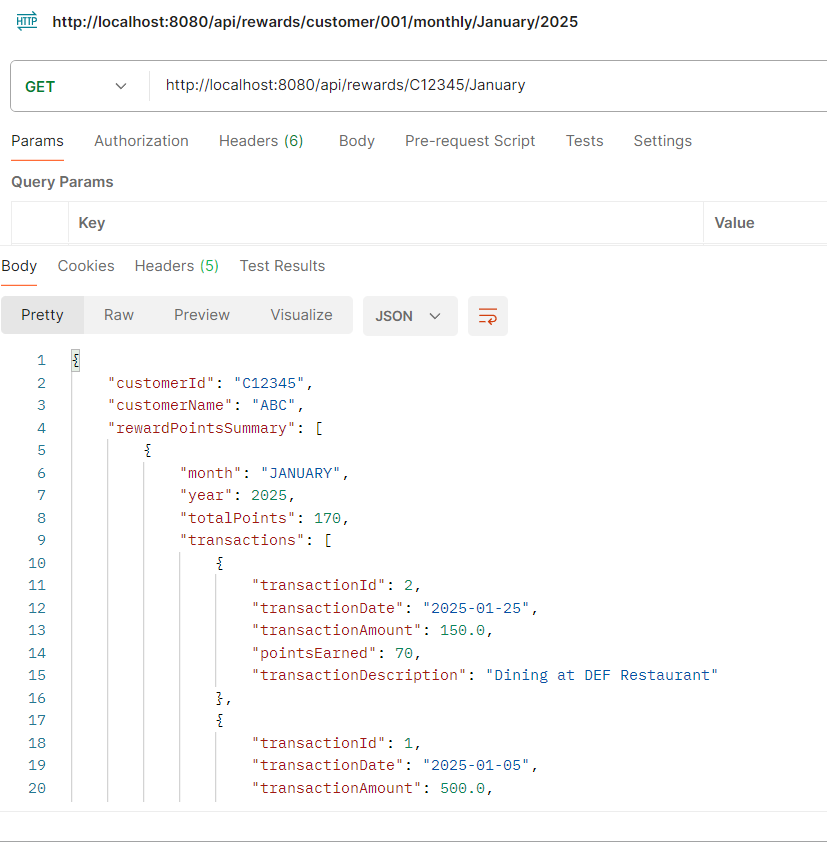 HTTP http://localhost:8080/api/rewards/customer/001/monthly/January/2025
GET http://localhost:8080/api/rewards/C12345/January
Params Authorization Headers (6) Body Pre-request Script Tests Settings
Query Params
Key Value
Body Cookies Headers (5) Test Results
Pretty Raw Preview Visualize JSON
1 {
2 "customerId": "C12345",
3 "customerName": "ABC",
4 "rewardPointsSummary": [
5 {
6 "month": "JANUARY",
7 "year": 2025,
8 "totalPoints": 170,
9 "transactions": [
10 {
11 "transactionId": 2,
12 "transactionDate": "2025-01-25",
13 "transactionAmount": 150.0,
14 "pointsEarned": 70,
15 "transactionDescription": "Dining at DEF Restaurant"
16 },
17 {
18 "transactionId": 1,
19 "transactionDate": "2025-01-05",
20 "transactionAmount": 500.0,